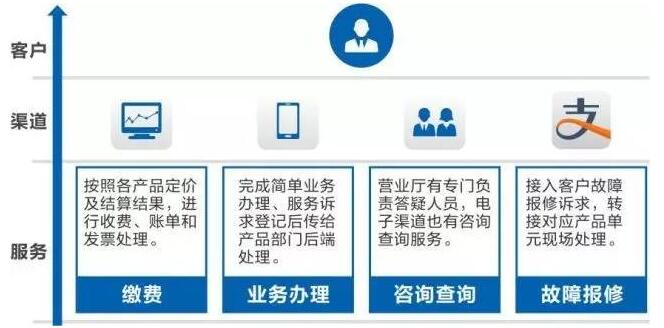 客户
渠道
支
服务
按照各产品定价
及结算结果，进
行收费、账单和
发票处理。
缴费
完成简单业务
办理、服务诉
求登记后传给
产品部门后端
处理。
业务办理
营业厅有专门负
责答疑人员，电
子渠道也有咨询
查询服务。
咨询查询
接入客户故障
报修诉求，转
接对应产品单
元现场处理。
故障报修